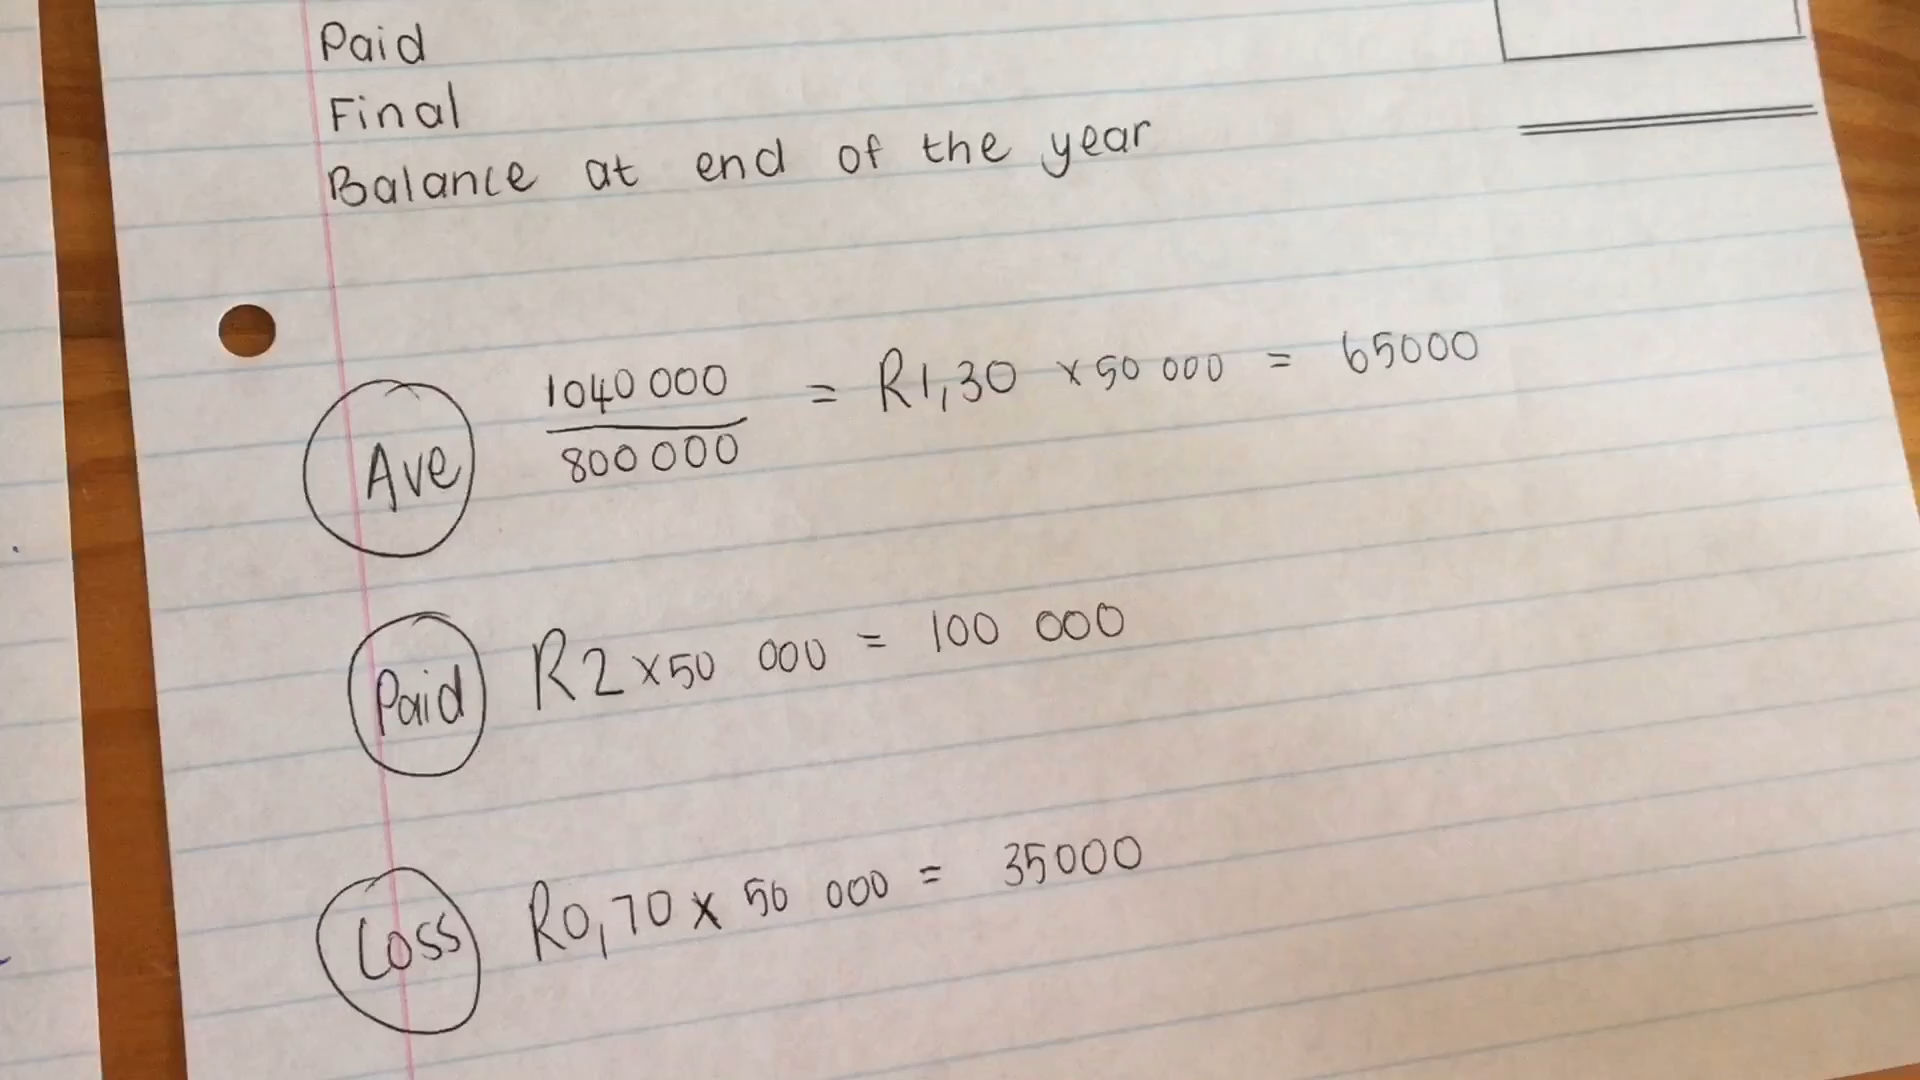 Paid
Final
Balance at end of the year
Ave 1040 000 / 800 000 = R1,30 x 50 000 = 65000
Paid R2 x 50 000 = 100 000
Loss R0,70 x 50 000 = 35000